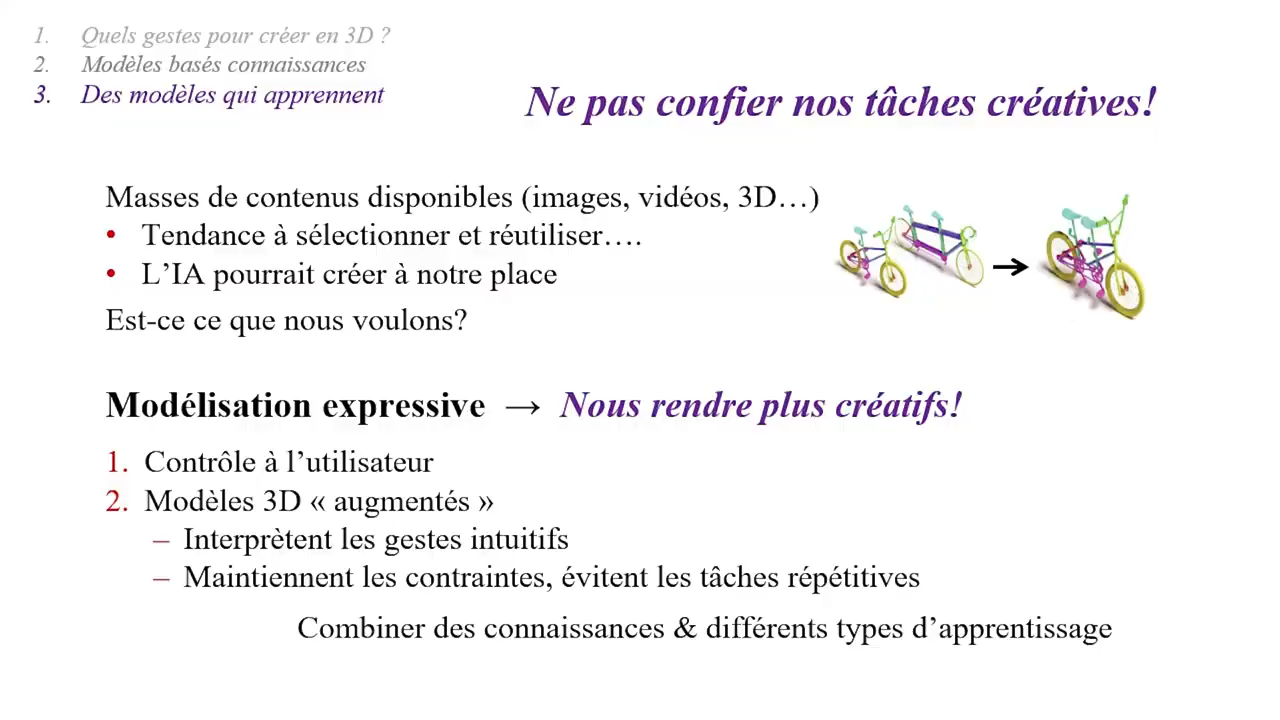 1. Quels gestes pour créer en 3D ?
2. Modèles basés connaissances
3. Des modèles qui apprennent
Ne pas confier nos tâches créatives!
Masses de contenus disponibles (images, vidéos, 3D…)
• Tendance à sélectionner et réutiliser….
• L’IA pourrait créer à notre place
Est-ce ce que nous voulons?
Modélisation expressive → Nous rendre plus créatifs!
1. Contrôle à l’utilisateur
2. Modèles 3D « augmentés »
– Interprètent les gestes intuitifs
– Maintiennent les contraintes, évitent les tâches répétitives
Combiner des connaissances & différents types d’apprentissage